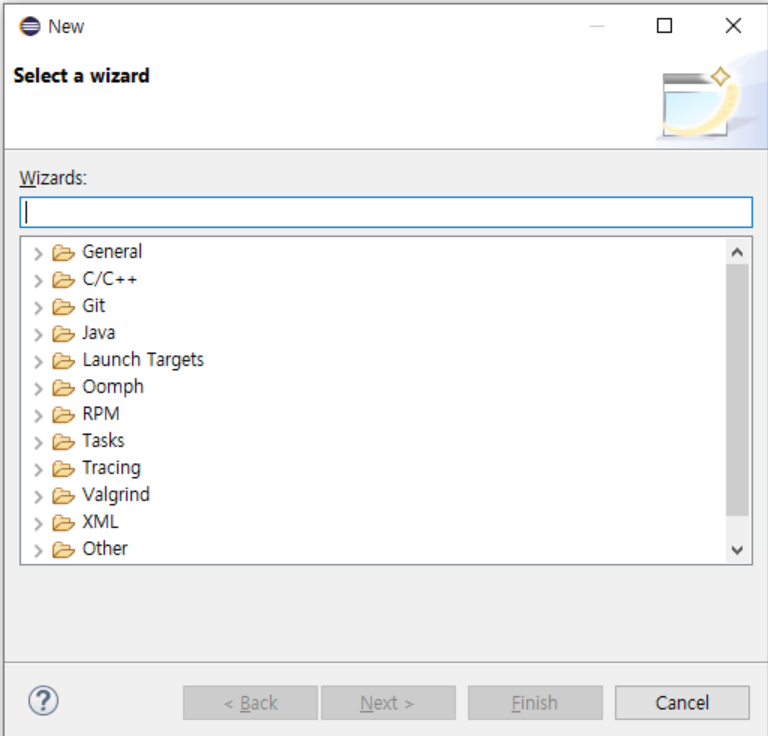 New
Select a wizard
Wizards:
General
C/C++
Git
Java
Launch Targets
Oomph
RPM
Tasks
Tracing
Valgrind
XML
Other
?
< Back Next > Finish Cancel